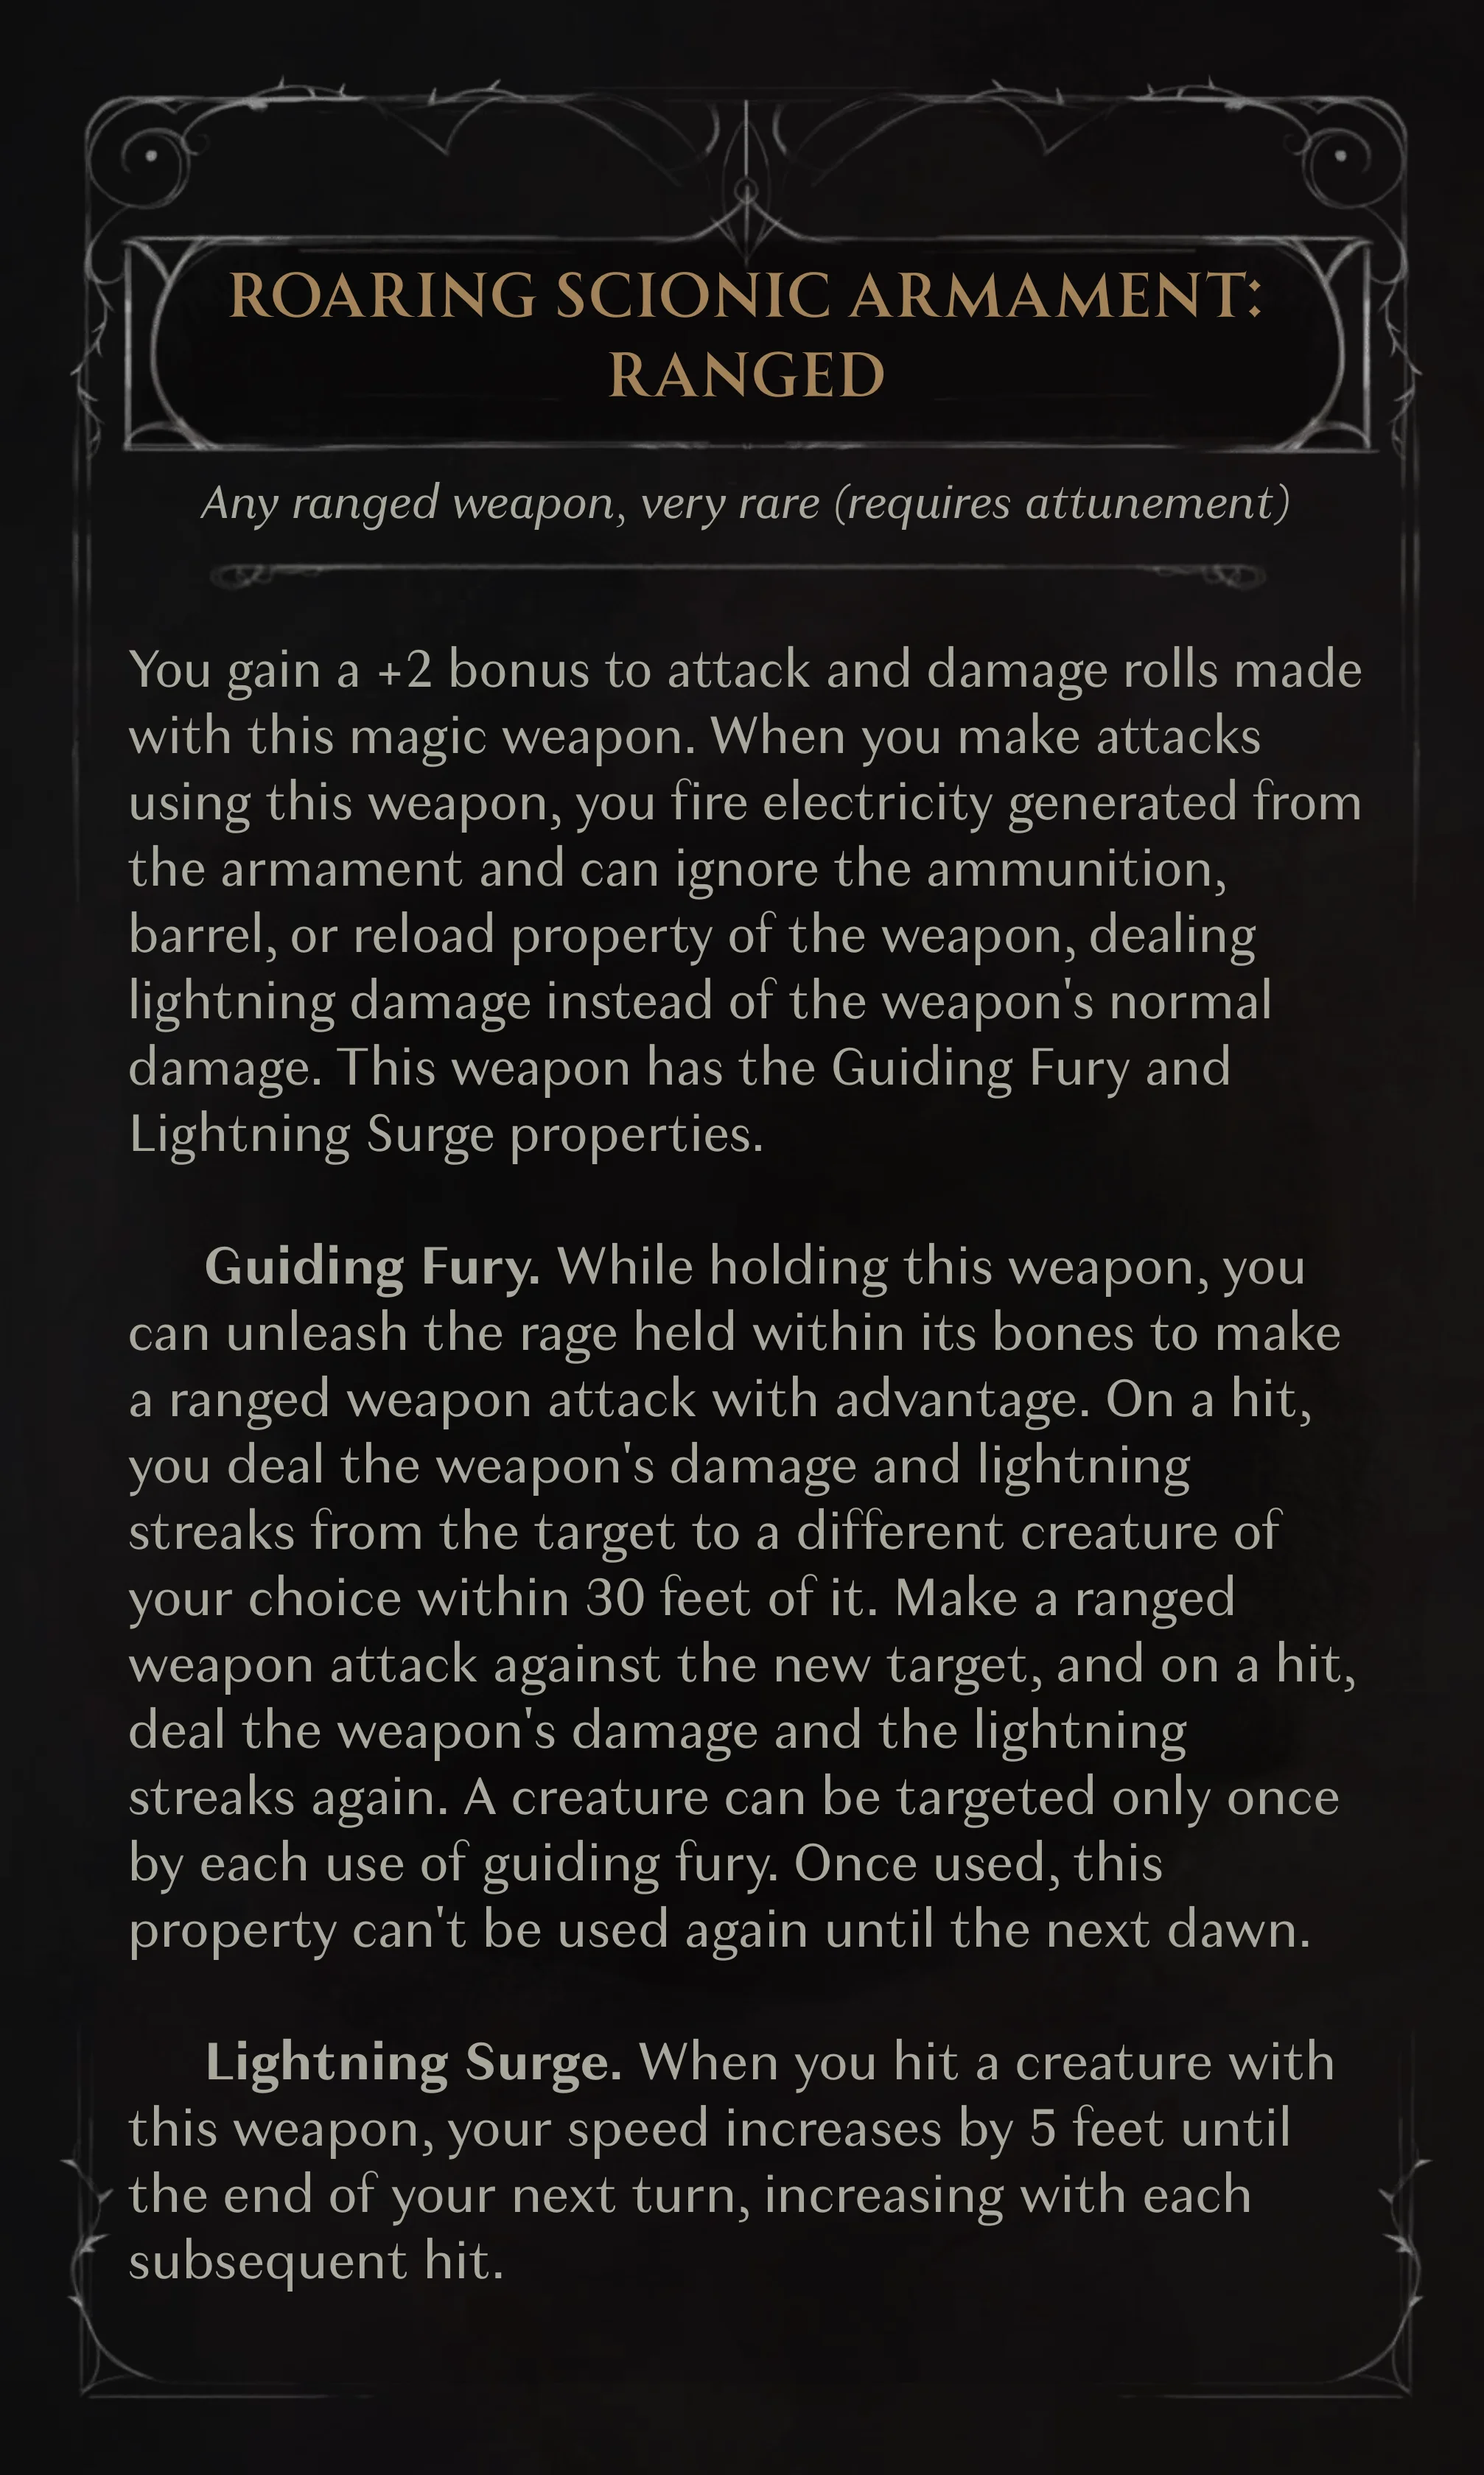 ROARING SCIONIC ARMAMENT:
RANGED
Any ranged weapon, very rare (requires attunement)
You gain a +2 bonus to attack and damage rolls made
with this magic weapon. When you make attacks
using this weapon, you fire electricity generated from
the armament and can ignore the ammunition,
barrel, or reload property of the weapon, dealing
lightning damage instead of the weapon's normal
damage. This weapon has the Guiding Fury and
Lightning Surge properties.
Guiding Fury. While holding this weapon, you
can unleash the rage held within its bones to make
a ranged weapon attack with advantage. On a hit,
you deal the weapon's damage and lightning
streaks from the target to a different creature of
your choice within 30 feet of it. Make a ranged
weapon attack against the new target, and on a hit,
deal the weapon's damage and the lightning
streaks again. A creature can be targeted only once
by each use of guiding fury. Once used, this
property can't be used again until the next dawn.
Lightning Surge. When you hit a creature with
this weapon, your speed increases by 5 feet until
the end of your next turn, increasing with each
subsequent hit.